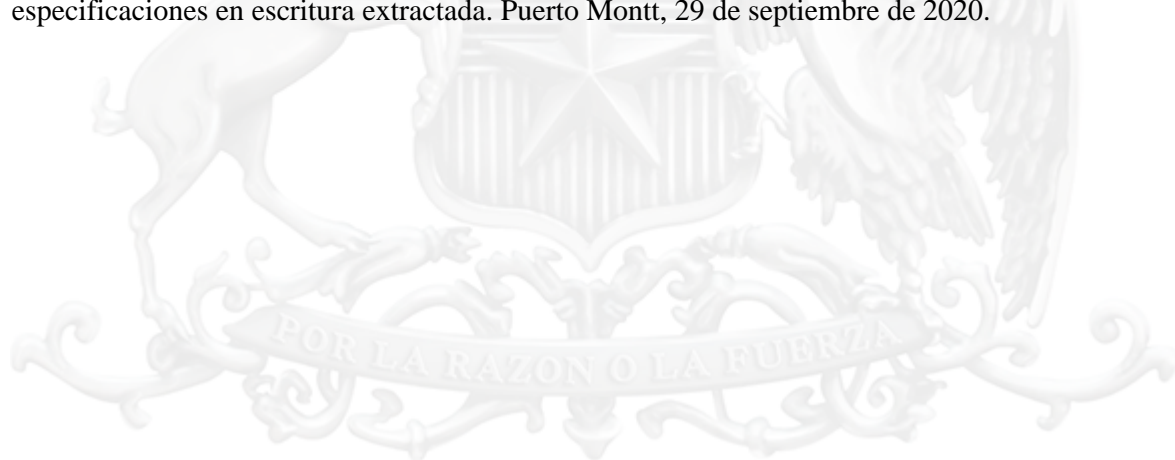 especificaciones en escritura extractada. Puerto Montt, 29 de septiembre de 2020.
POR LA RAZON O LA FUERZA